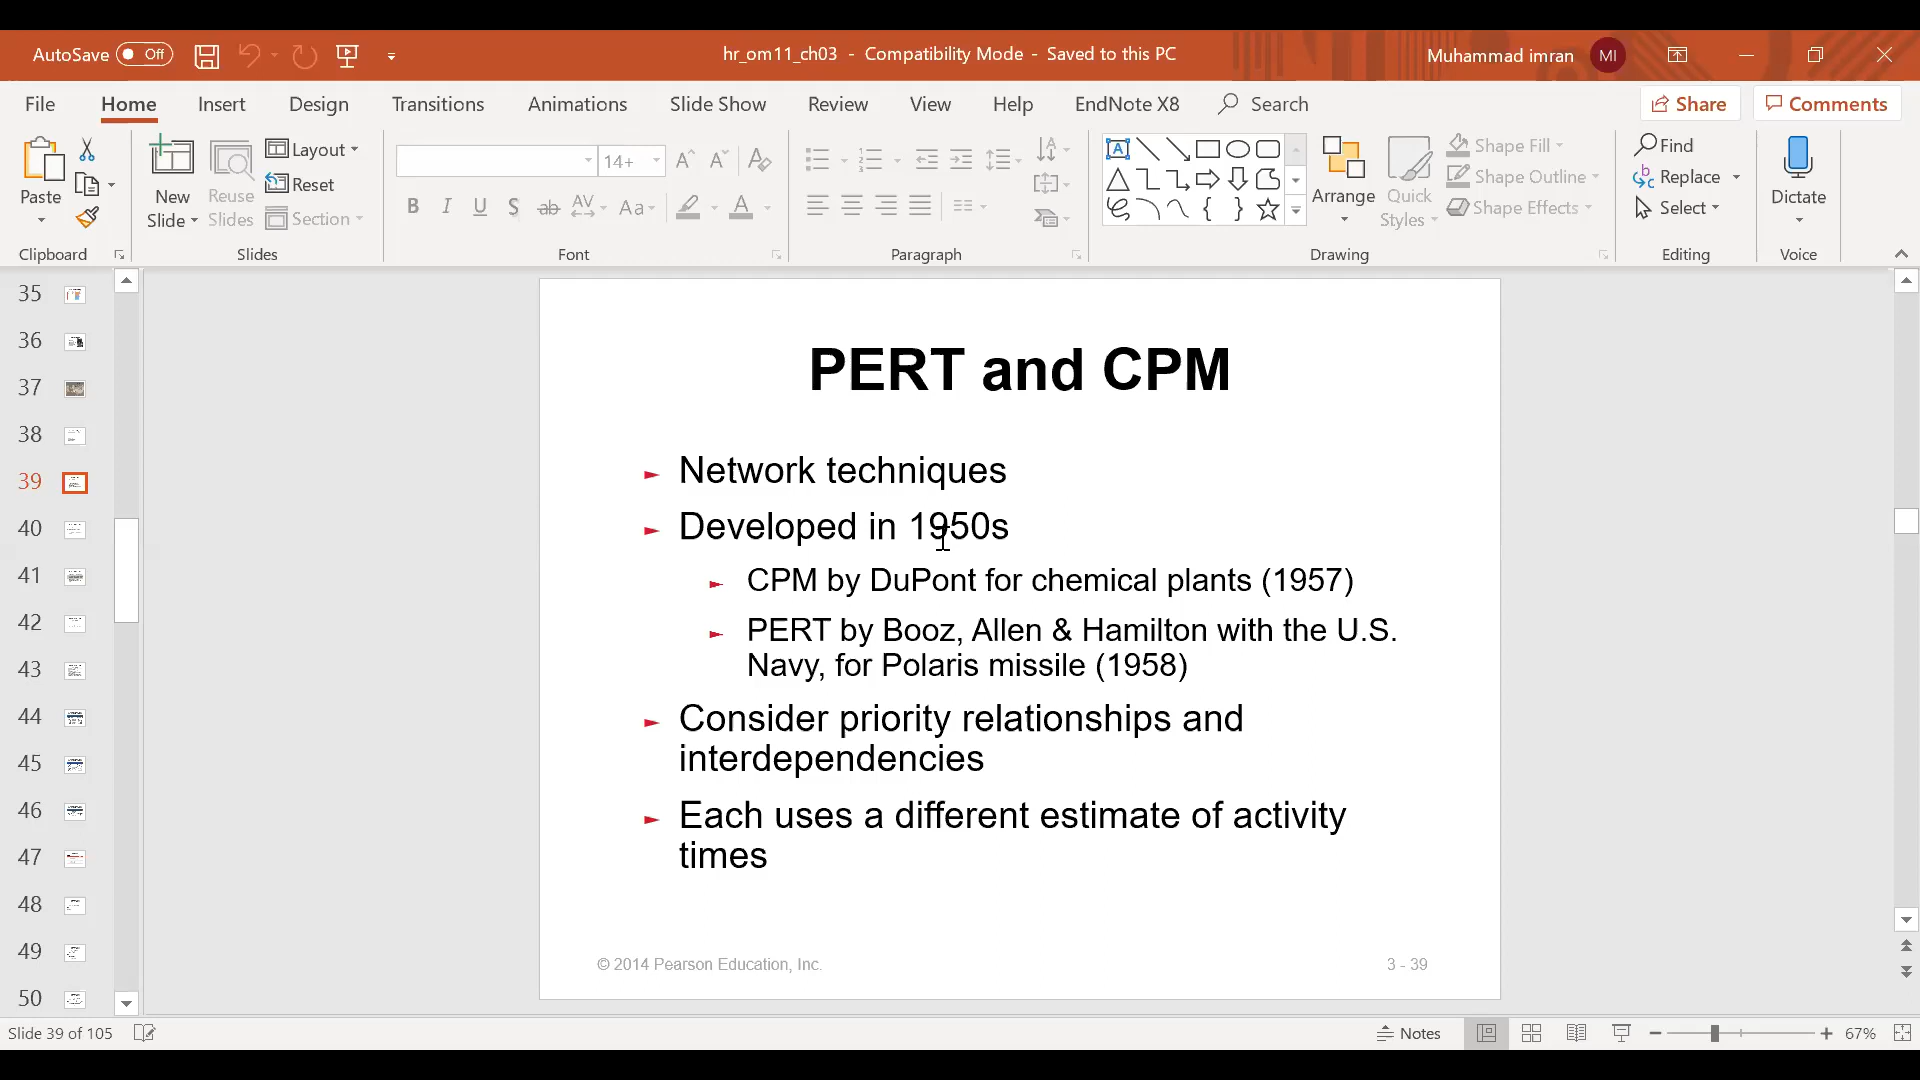 AutoSave Off hr_om11_ch03 - Compatibility Mode - Saved to this PC Muhammad imran MI
File Home Insert Design Transitions Animations Slide Show Review View Help EndNote X8 Search Share Comments
Paste
Clipboard
New Slide
Reuse Slides
Layout
Reset
Section
Slides
14+
B I U S ab AV Aa A
Font
Paragraph
Arrange
Quick Styles
Shape Fill
Shape Outline
Shape Effects
Drawing
Find
Replace
Select
Editing
Dictate
Voice
35
36
37
38
39
40
41
42
43
44
45
46
47
48
49
50
PERT and CPM
► Network techniques
► Developed in 1950s
► CPM by DuPont for chemical plants (1957)
► PERT by Booz, Allen & Hamilton with the U.S.
Navy, for Polaris missile (1958)
► Consider priority relationships and
interdependencies
► Each uses a different estimate of activity
times
© 2014 Pearson Education, Inc. 3 - 39
Slide 39 of 105 Notes 67%